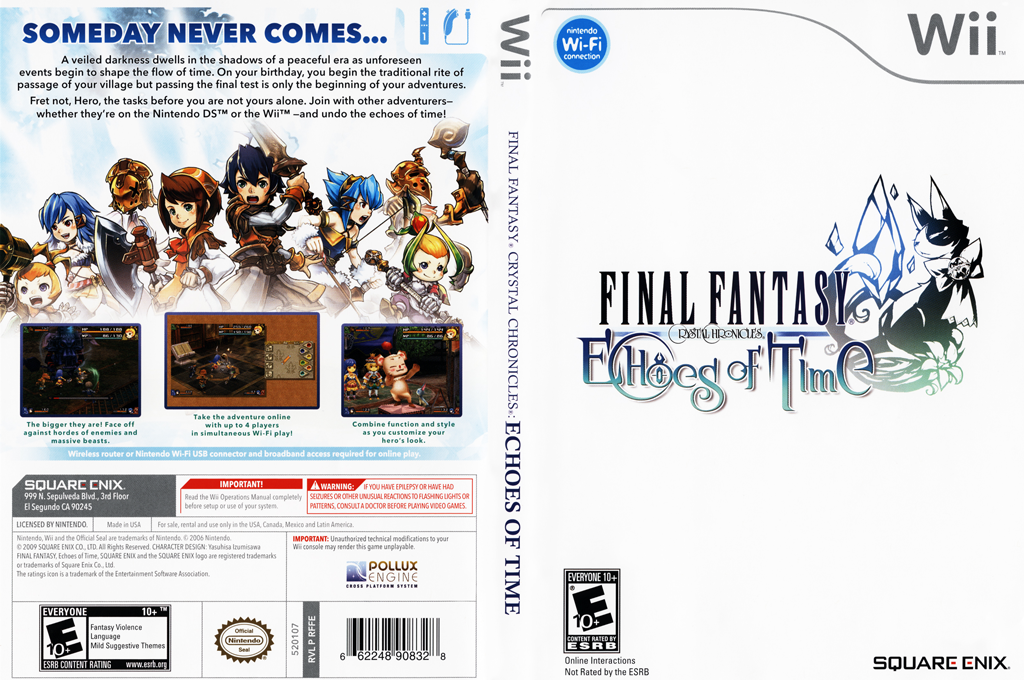 SOMEDAY NEVER COMES...
1
A veiled darkness dwells in the shadows of a peaceful era as unforeseen
events begin to shape the flow of time. On your birthday, you begin the traditional rite of
passage of your village but passing the final test is only the beginning of your adventures.
Fret not, Hero, the tasks before you are not yours alone. Join with other adventurers—
whether they're on the Nintendo DS™ or the Wii™ —and undo the echoes of time!
The bigger they are! Face off
against hordes of enemies and
massive beasts.
Take the adventure online
with up to 4 players
in simultaneous Wi-Fi play!
Combine function and style
as you customize your
hero's look.
Wireless router or Nintendo Wi-Fi USB connector and broadband access required for online play.
SQUARE ENIX.
999 N. Sepulveda Blvd., 3rd Floor
El Segundo CA 90245
IMPORTANT!
Read the Wii Operations Manual completely
before setup or use of your system.
WARNING: IF YOU HAVE EPILEPSY OR HAVE HAD
SEIZURES OR OTHER UNUSUAL REACTIONS TO FLASHING LIGHTS OR
PATTERNS, CONSULT A DOCTOR BEFORE PLAYING VIDEO GAMES.
LICENSED BY NINTENDO.
Made in USA
For sale, rental and use only in the USA, Canada, Mexico and Latin America.
Nintendo, Wii and the Official Seal are trademarks of Nintendo. © 2006 Nintendo.
© 2009 SQUARE ENIX CO., LTD. All Rights Reserved. CHARACTER DESIGN: Yasuhisa Izumisawa
FINAL FANTASY, Echoes of Time, SQUARE ENIX and the SQUARE ENIX logo are registered trademarks
or trademarks of Square Enix Co., Ltd.
The ratings icon is a trademark of the Entertainment Software Association.
IMPORTANT: Unauthorized technical modifications to your
Wii console may render this game unplayable.
POLLUX
ENGINE
CROSS PLATFORM SYSTEM
EVERYONE 10+ ™
E
10+
Fantasy Violence
Language
Mild Suggestive Themes
ESRB CONTENT RATING www.esrb.org
Official
Nintendo
Seal
520107
RVL P RFFE
6 62248 90832 8
Wii™
FINAL FANTASY® CRYSTAL CHRONICLES®: ECHOES OF TIME
nintendo
Wi-Fi
connection
Wii™
FINAL FANTASY®
CRYSTAL CHRONICLES®
ECHOES OF TIME
EVERYONE 10+
E
10+
®
CONTENT RATED BY
ESRB
Online Interactions
Not Rated by the ESRB
SQUARE ENIX®